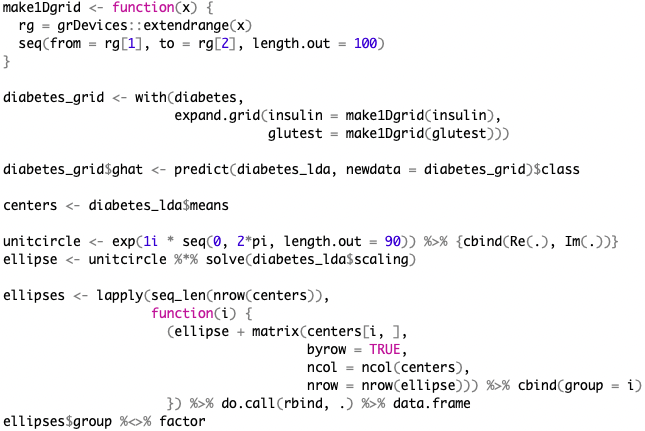 make1Dgrid <- function(x) {
  rg = grDevices::extendrange(x)
  seq(from = rg[1], to = rg[2], length.out = 100)
}

diabetes_grid <- with(diabetes,
                      expand.grid(insulin = make1Dgrid(insulin),
                                  glutest = make1Dgrid(glutest)))

diabetes_grid$ghat <- predict(diabetes_lda, newdata = diabetes_grid)$class

centers <- diabetes_lda$means

unitcircle <- exp(1i * seq(0, 2*pi, length.out = 90)) %>% {cbind(Re(.), Im(.))}
ellipse <- unitcircle %*% solve(diabetes_lda$scaling)

ellipses <- lapply(seq_len(nrow(centers)),
                   function(i) {
                     (ellipse + matrix(centers[i, ],
                                       byrow = TRUE,
                                       ncol = ncol(centers),
                                       nrow = nrow(ellipse))) %>% cbind(group = i)
                     }) %>% do.call(rbind, .) %>% data.frame
ellipses$group %<>% factor